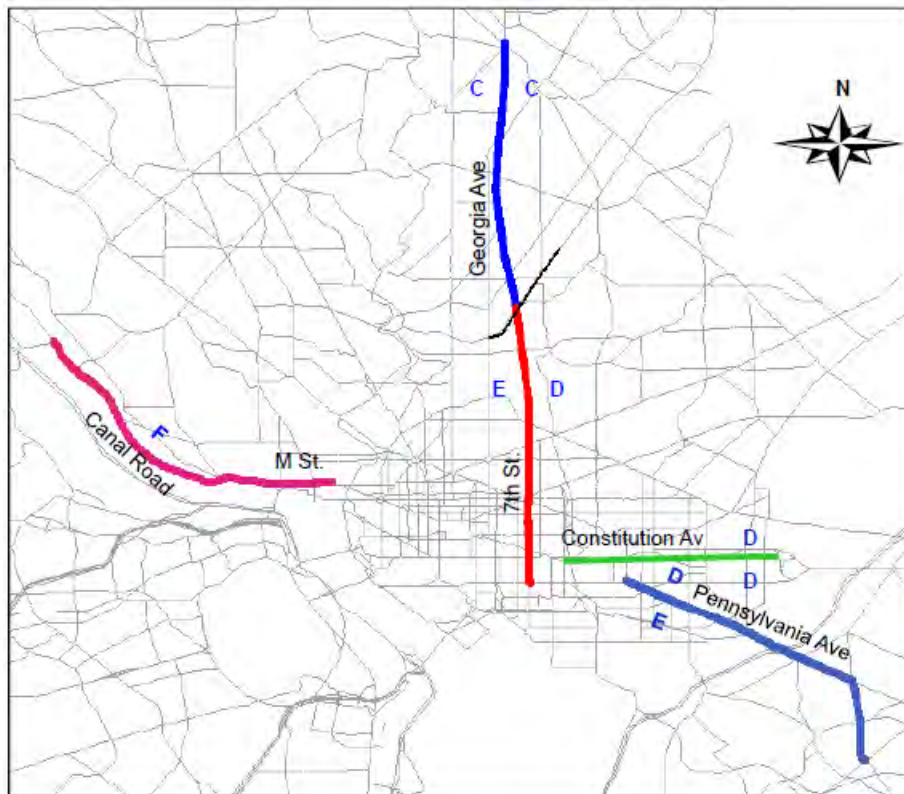 C C
N
Georgia Ave
E D
F
Canal Road
M St.
7th St.
Constitution Av D
D D
Pennsylvania Ave
E